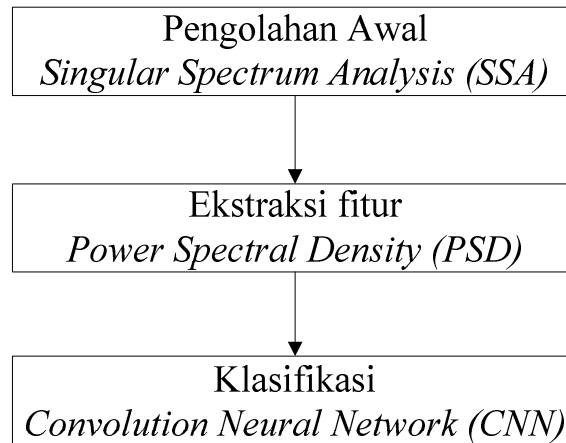 Pengolahan Awal
Singular Spectrum Analysis (SSA)
Ekstraksi fitur
Power Spectral Density (PSD)
Klasifikasi
Convolution Neural Network (CNN)